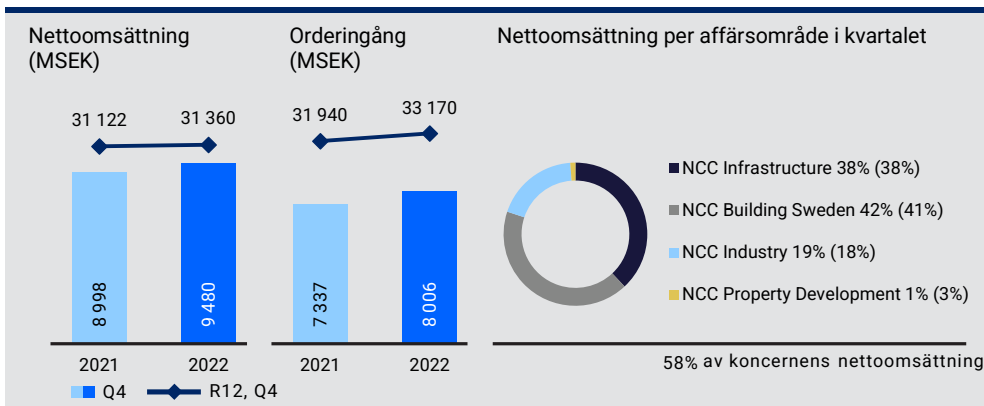 Nettoomsättning
(MSEK)
31 122
31 360
8 998
9 480
2021
2022
Q4
R12, Q4
Orderingång
(MSEK)
31 940
33 170
7 337
8 006
2021
2022
Nettoomsättning per affärsområde i kvartalet
NCC Infrastructure 38% (38%)
NCC Building Sweden 42% (41%)
NCC Industry 19% (18%)
NCC Property Development 1% (3%)
58% av koncernens nettoomsättning